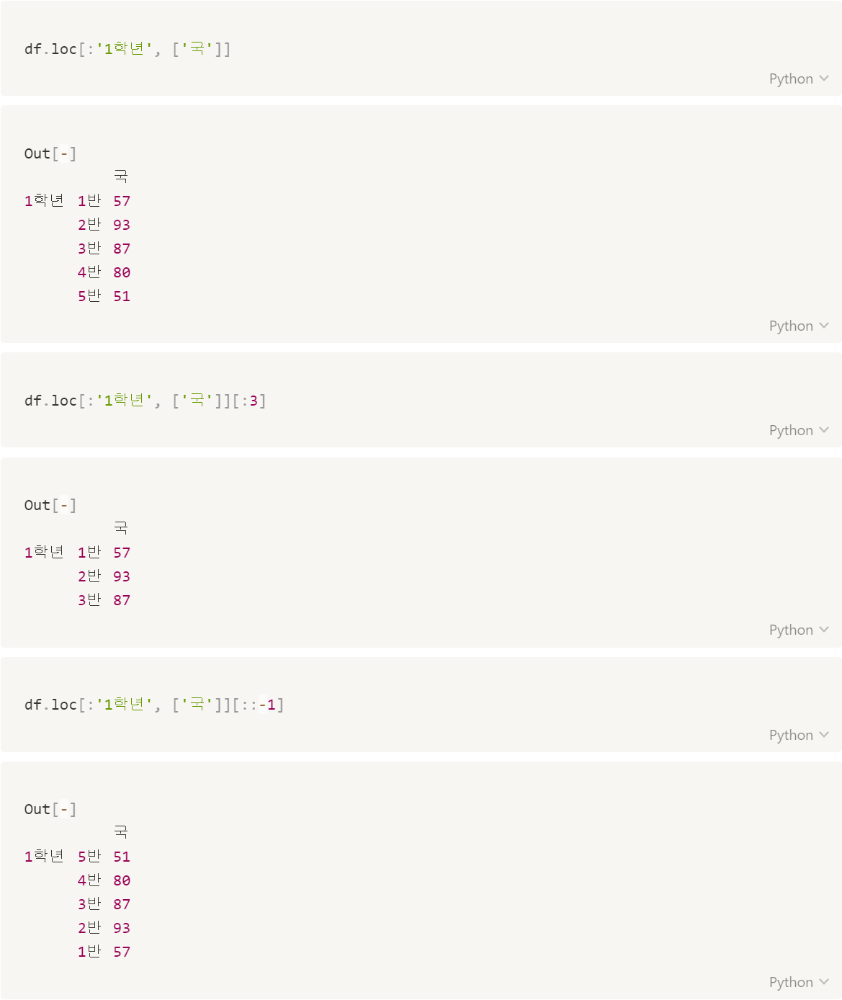 df.loc[:'1학년', ['국']]
Python
Out[-]
국
1학년 1반 57
2반 93
3반 87
4반 80
5반 51
Python
df.loc[:'1학년', ['국']][:3]
Python
Out[-]
국
1학년 1반 57
2반 93
3반 87
Python
df.loc[:'1학년', ['국']][::-1]
Python
Out[-]
국
1학년 5반 51
4반 80
3반 87
2반 93
1반 57
Python